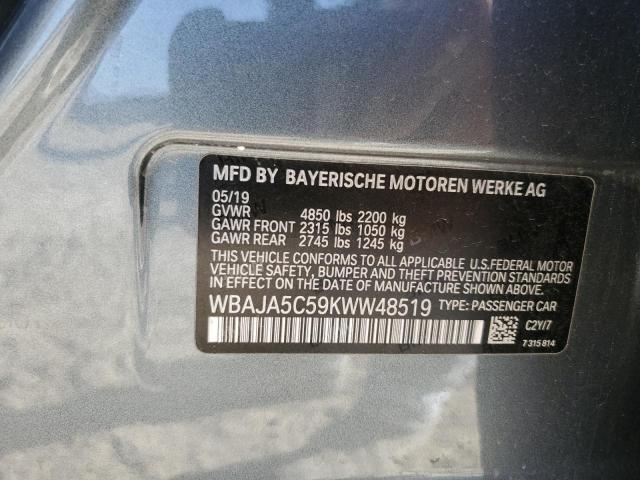 MFD BY BAYERISCHE MOTOREN WERKE AG
05/19
GVWR 4850 lbs 2200 kg
GAWR FRONT 2315 lbs 1050 kg
GAWR REAR 2745 lbs 1245 kg
THIS VEHICLE CONFORMS TO ALL APPLICABLE U.S.FEDERAL MOTOR
VEHICLE SAFETY, BUMPER AND THEFT PREVENTION STANDARDS
IN EFFECT ON THE DATE OF MANUFACTURE SHOWN ABOVE.
WBAJA5C59KWW48519 TYPE: PASSENGER CAR
C2Y/7
7 315 814